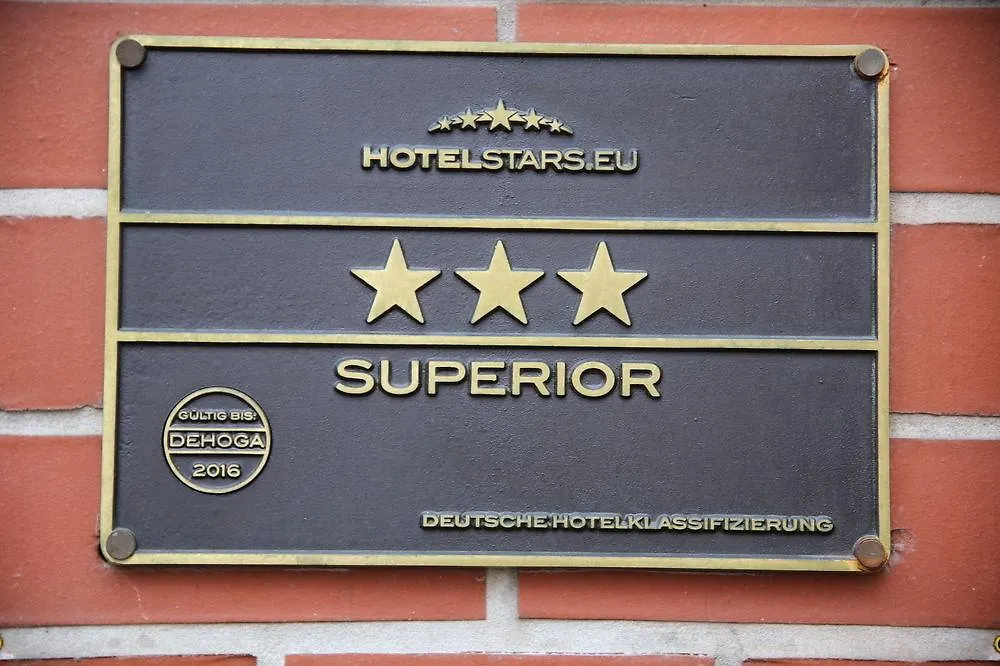 HOTELSTARS.EU
SUPERIOR
GÜLTIG BIS:
DEHOGA
2016
DEUTSCHE HOTELKLASSIFIZIERUNG